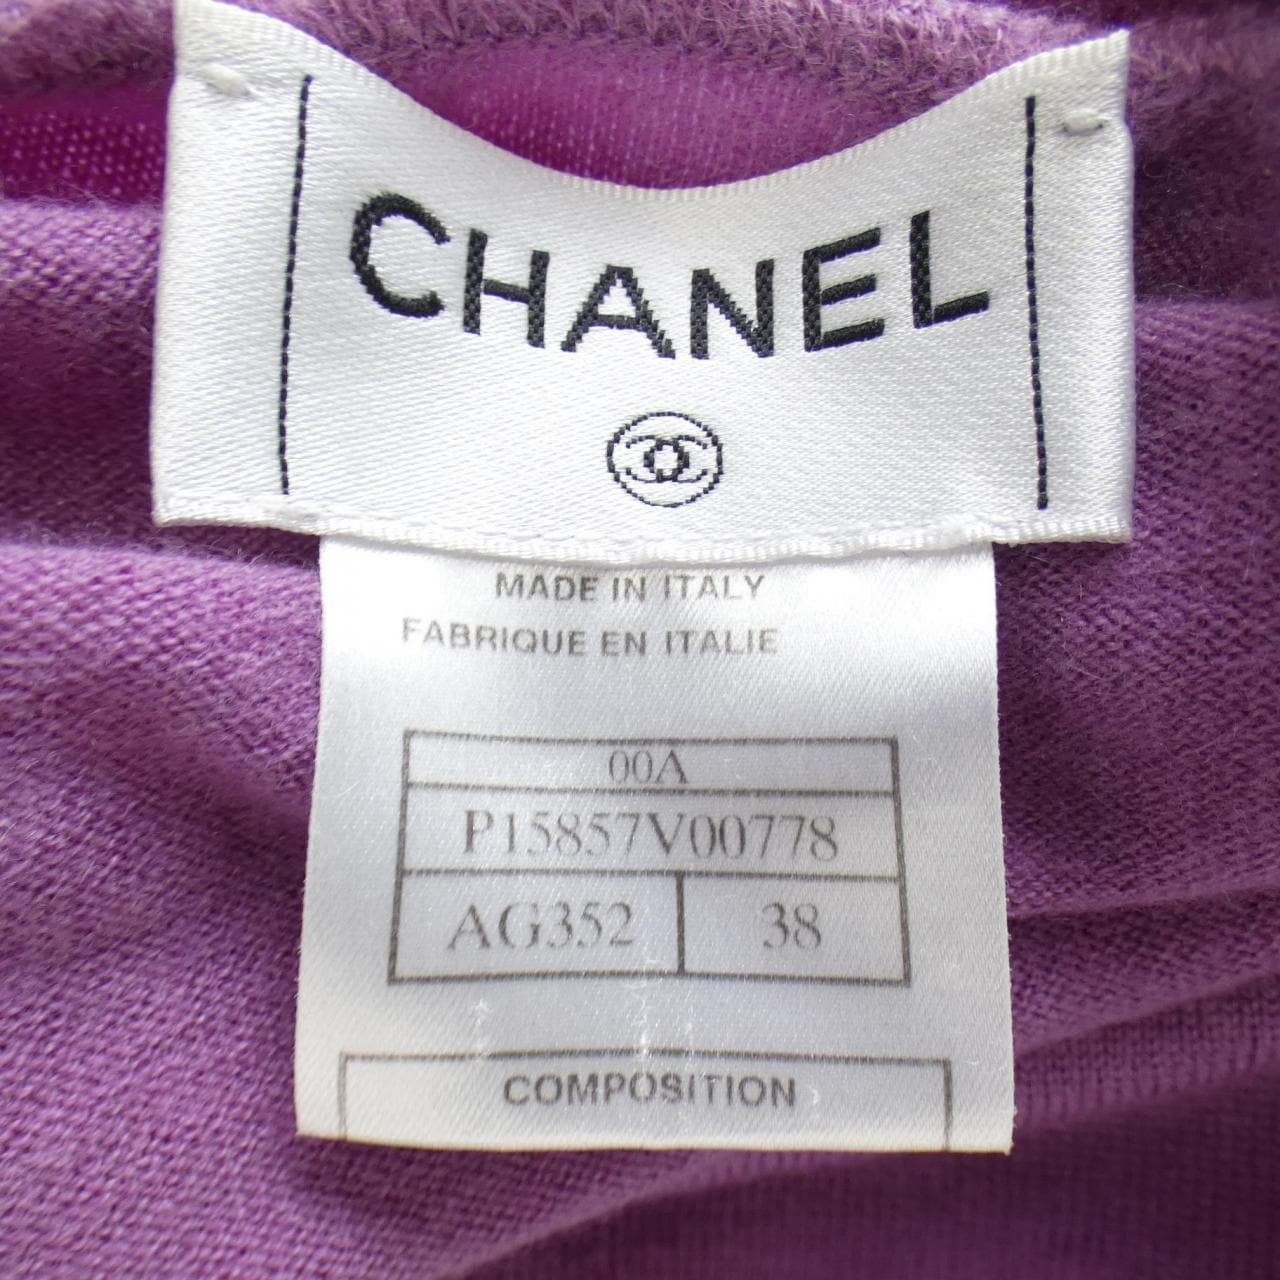 CHANEL
MADE IN ITALY
FABRIQUE EN ITALIE
00A
P15857V00778
AG352 38
COMPOSITION